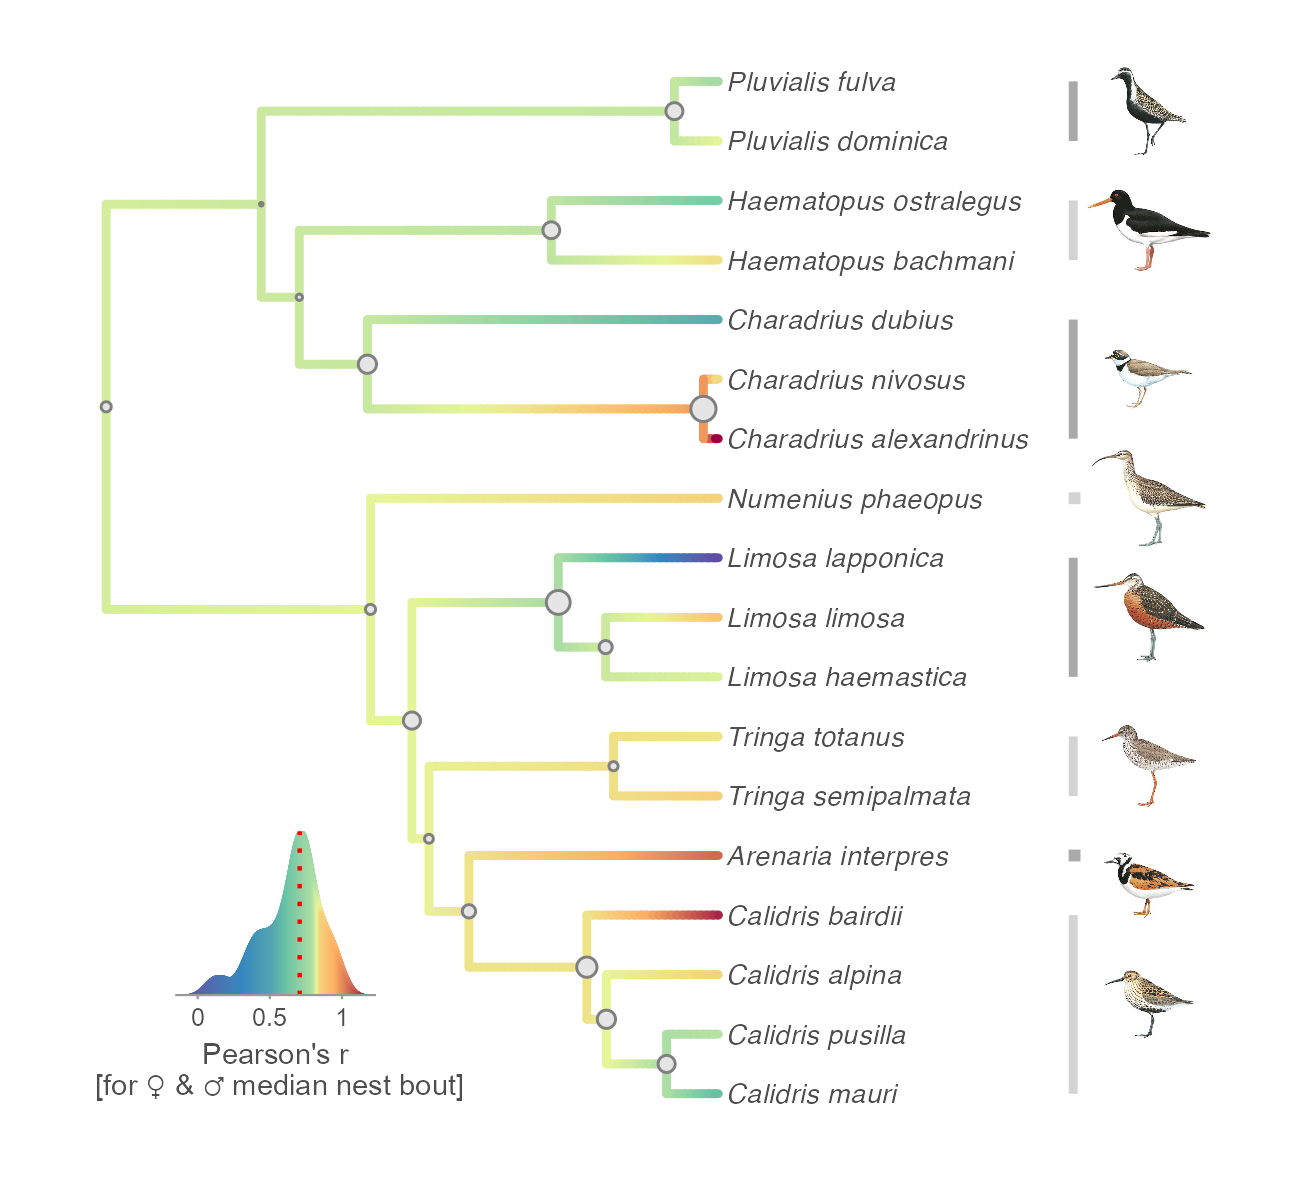 Pluvialis fulva
Pluvialis dominica
Haematopus ostralegus
Haematopus bachmani
Charadrius dubius
Charadrius nivosus
Charadrius alexandrinus
Numenius phaeopus
Limosa lapponica
Limosa limosa
Limosa haemastica
Tringa totanus
Tringa semipalmata
Arenaria interpres
Calidris bairdii
Calidris alpina
Calidris pusilla
Calidris mauri
0 0.5 1
Pearson's r
[for ♀ & ♂ median nest bout]